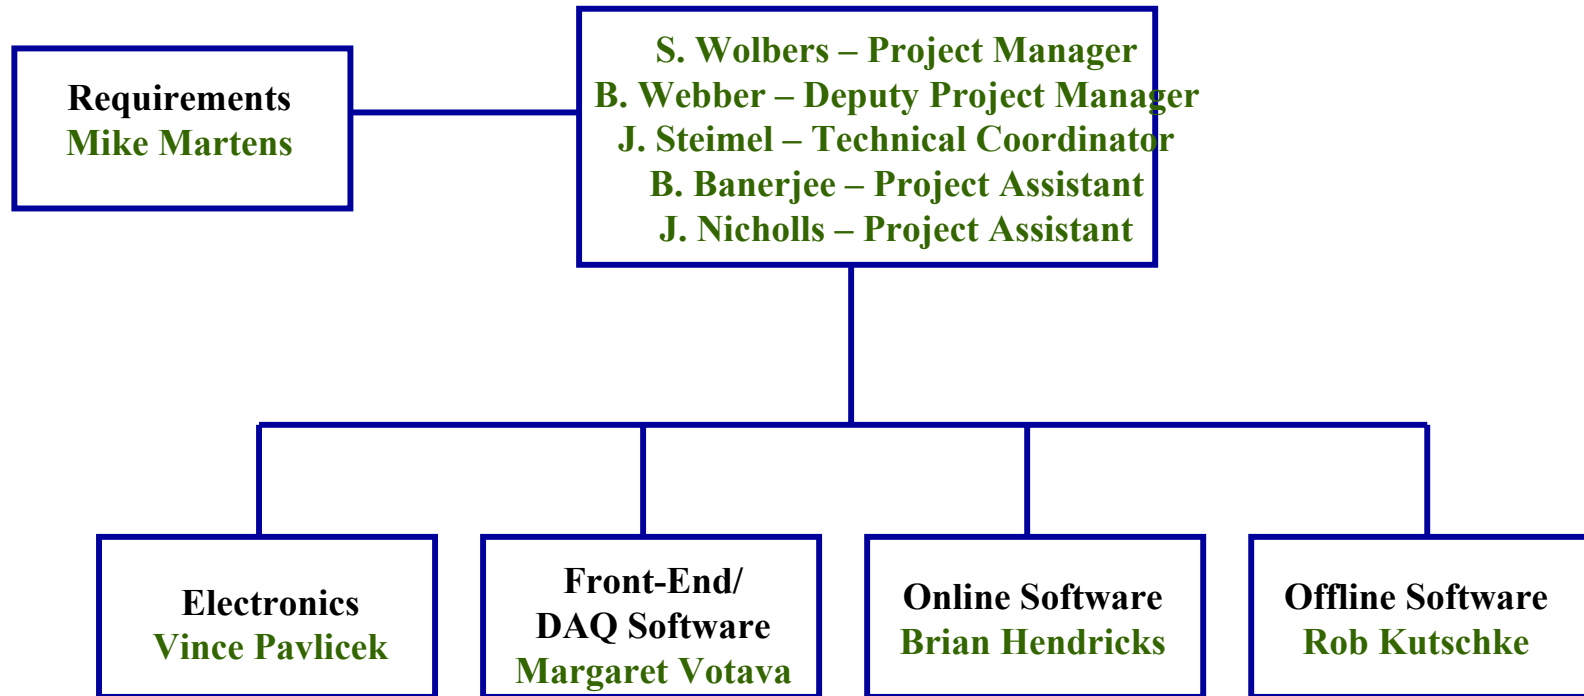 Requirements
Mike Martens
S. Wolbers – Project Manager
B. Webber – Deputy Project Manager
J. Steimel – Technical Coordinator
B. Banerjee – Project Assistant
J. Nicholls – Project Assistant
Electronics
Vince Pavlicek
Front-End/
DAQ Software
Margaret Votava
Online Software
Brian Hendricks
Offline Software
Rob Kutschke